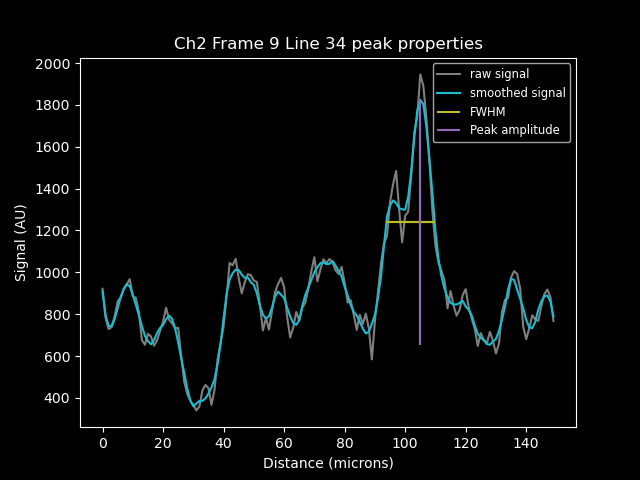 Ch2 Frame 9 Line 34 peak properties
raw signal
smoothed signal
FWHM
Peak amplitude
2000
1800
1600
1400
1200
1000
800
600
400
Signal (AU)
0 20 40 60 80 100 120 140
Distance (microns)